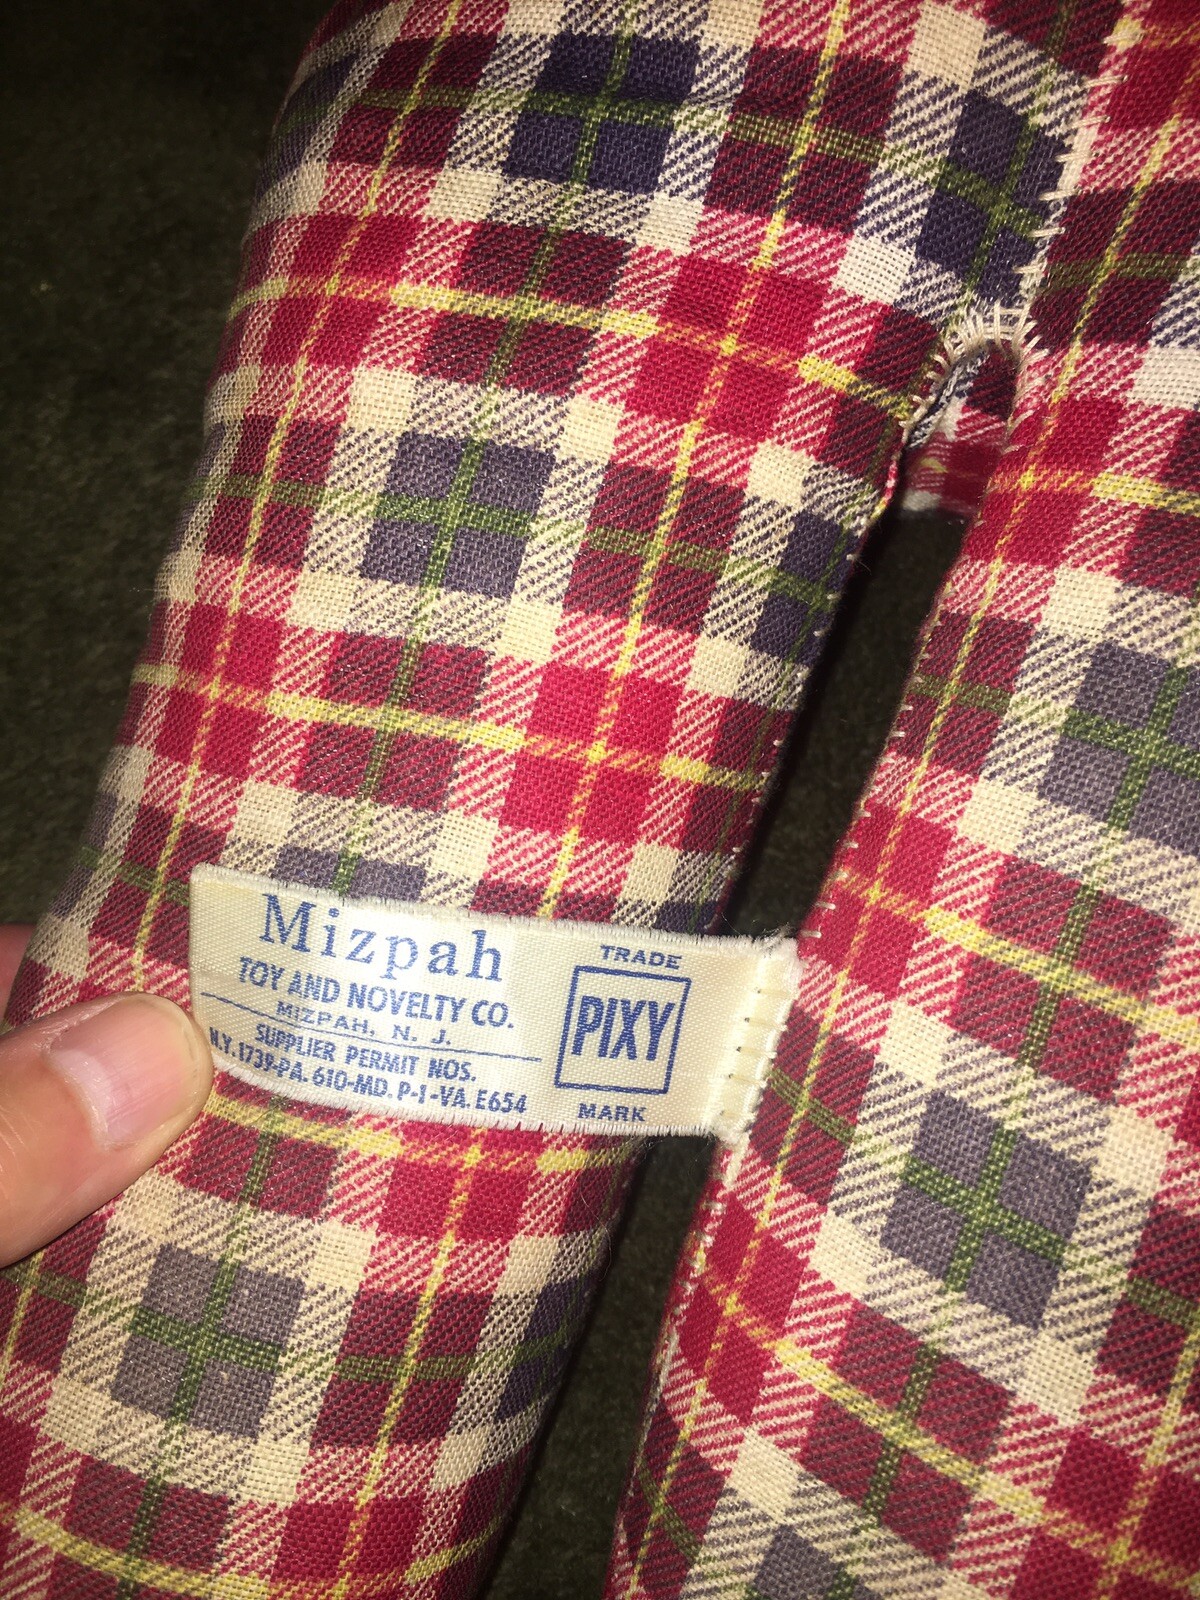 Mizpah
TOY AND NOVELTY CO.
MIZPAH, N. J.
SUPPLIER PERMIT NOS.
N.Y. 1739-PA. 610-MD. P-1-VA. E654
TRADE
PIXY
MARK